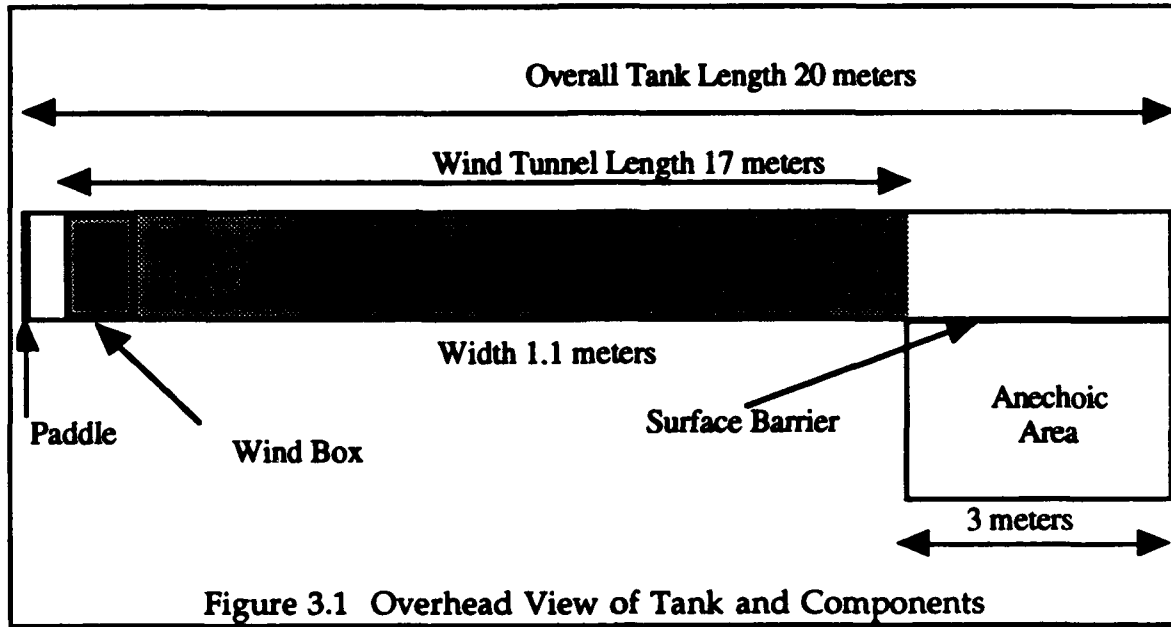 Overall Tank Length 20 meters
Wind Tunnel Length 17 meters
Width 1.1 meters
Paddle
Wind Box
Surface Barrier
Anechoic
Area
3 meters
Figure 3.1 Overhead View of Tank and Components